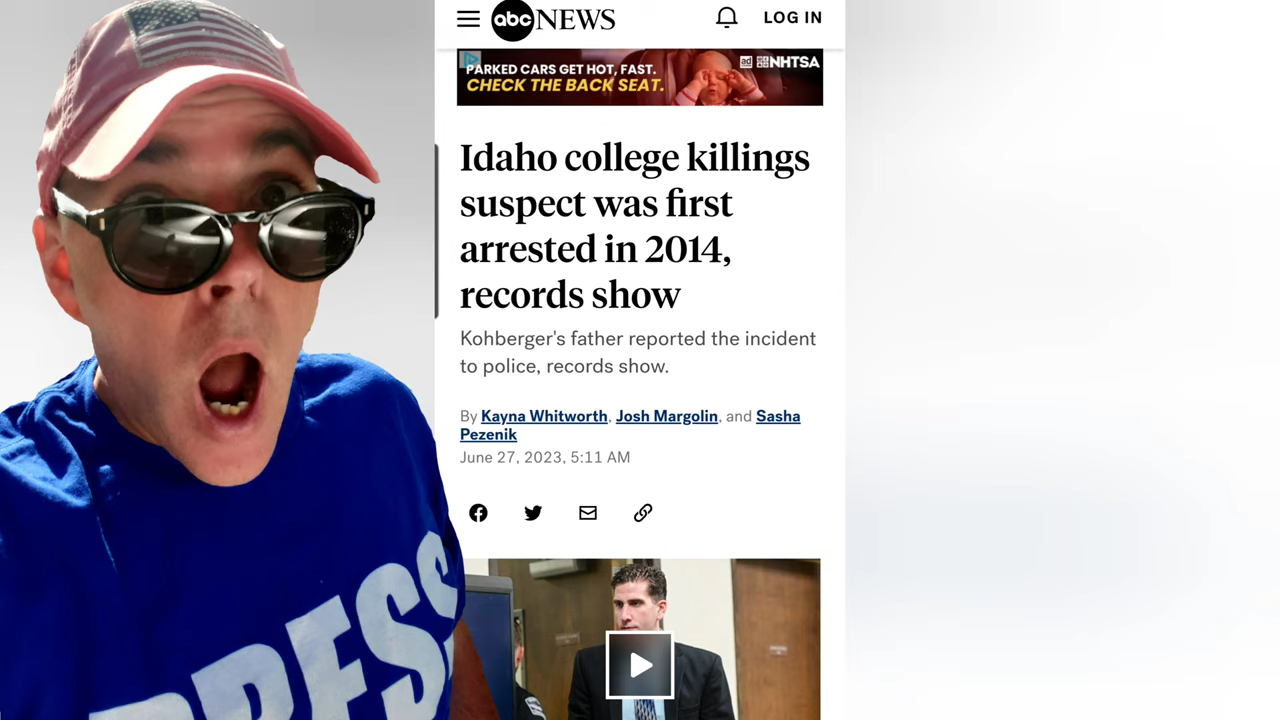 abc NEWS
LOG IN
PARKED CARS GET HOT, FAST.
CHECK THE BACK SEAT.
ad
NHTSA
Idaho college killings
suspect was first
arrested in 2014,
records show
Kohberger's father reported the incident
to police, records show.
By Kayna Whitworth, Josh Margolin, and Sasha
Pezenik
June 27, 2023, 5:11 AM
PRESS